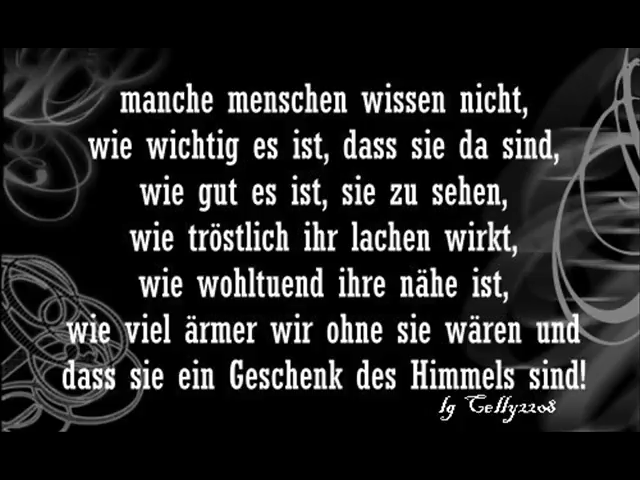 manche menschen wissen nicht,
wie wichtig es ist, dass sie da sind,
wie gut es ist, sie zu sehen,
wie tröstlich ihr lachen wirkt,
wie wohltuend ihre nähe ist,
wie viel ärmer wir ohne sie wären und
dass sie ein Geschenk des Himmels sind!
lg Celly2208